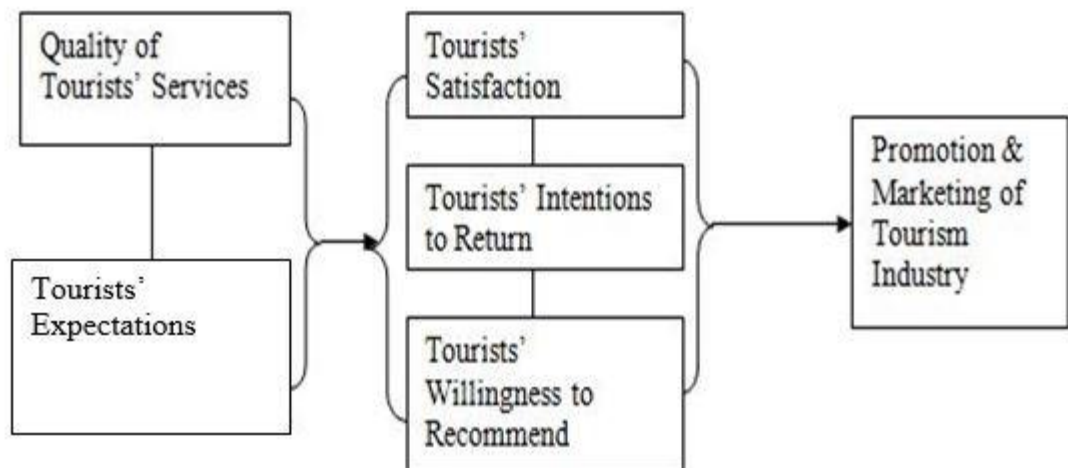 Quality of
Tourists’ Services
Tourists’
Expectations
Tourists’
Satisfaction
Tourists’ Intentions
to Return
Tourists’
Willingness to
Recommend
Promotion &
Marketing of
Tourism
Industry